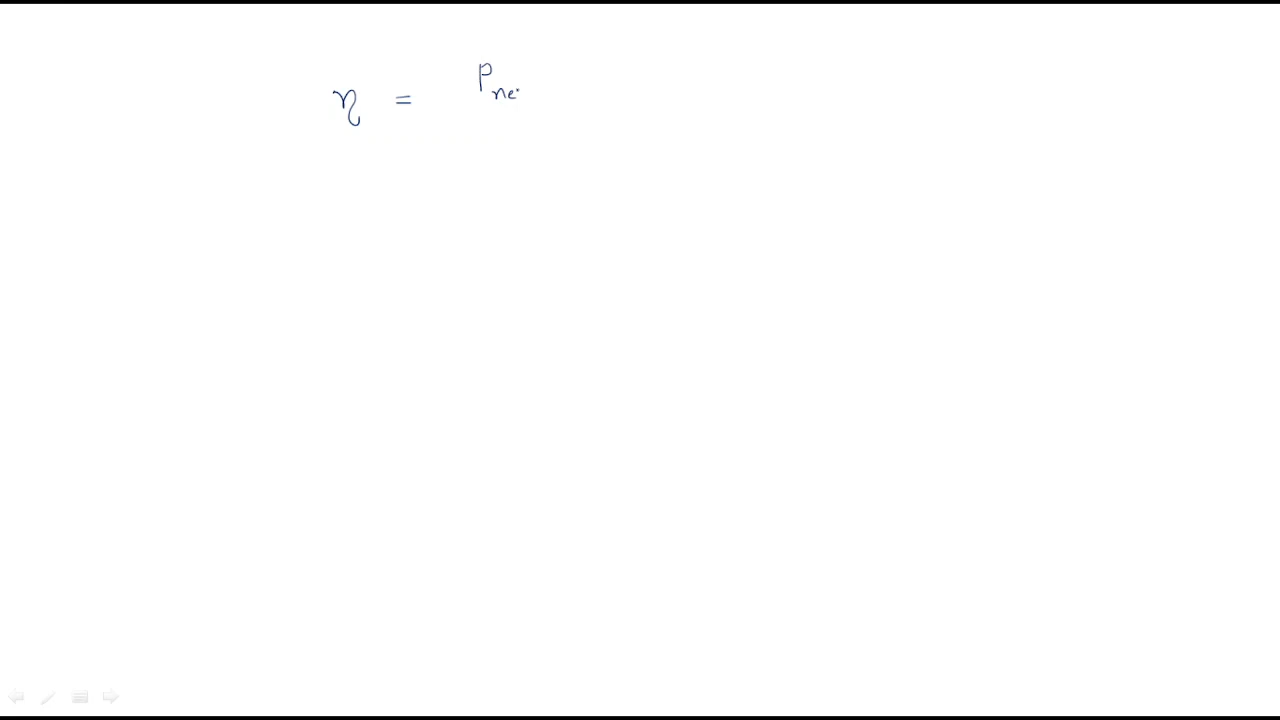 η = P_ne